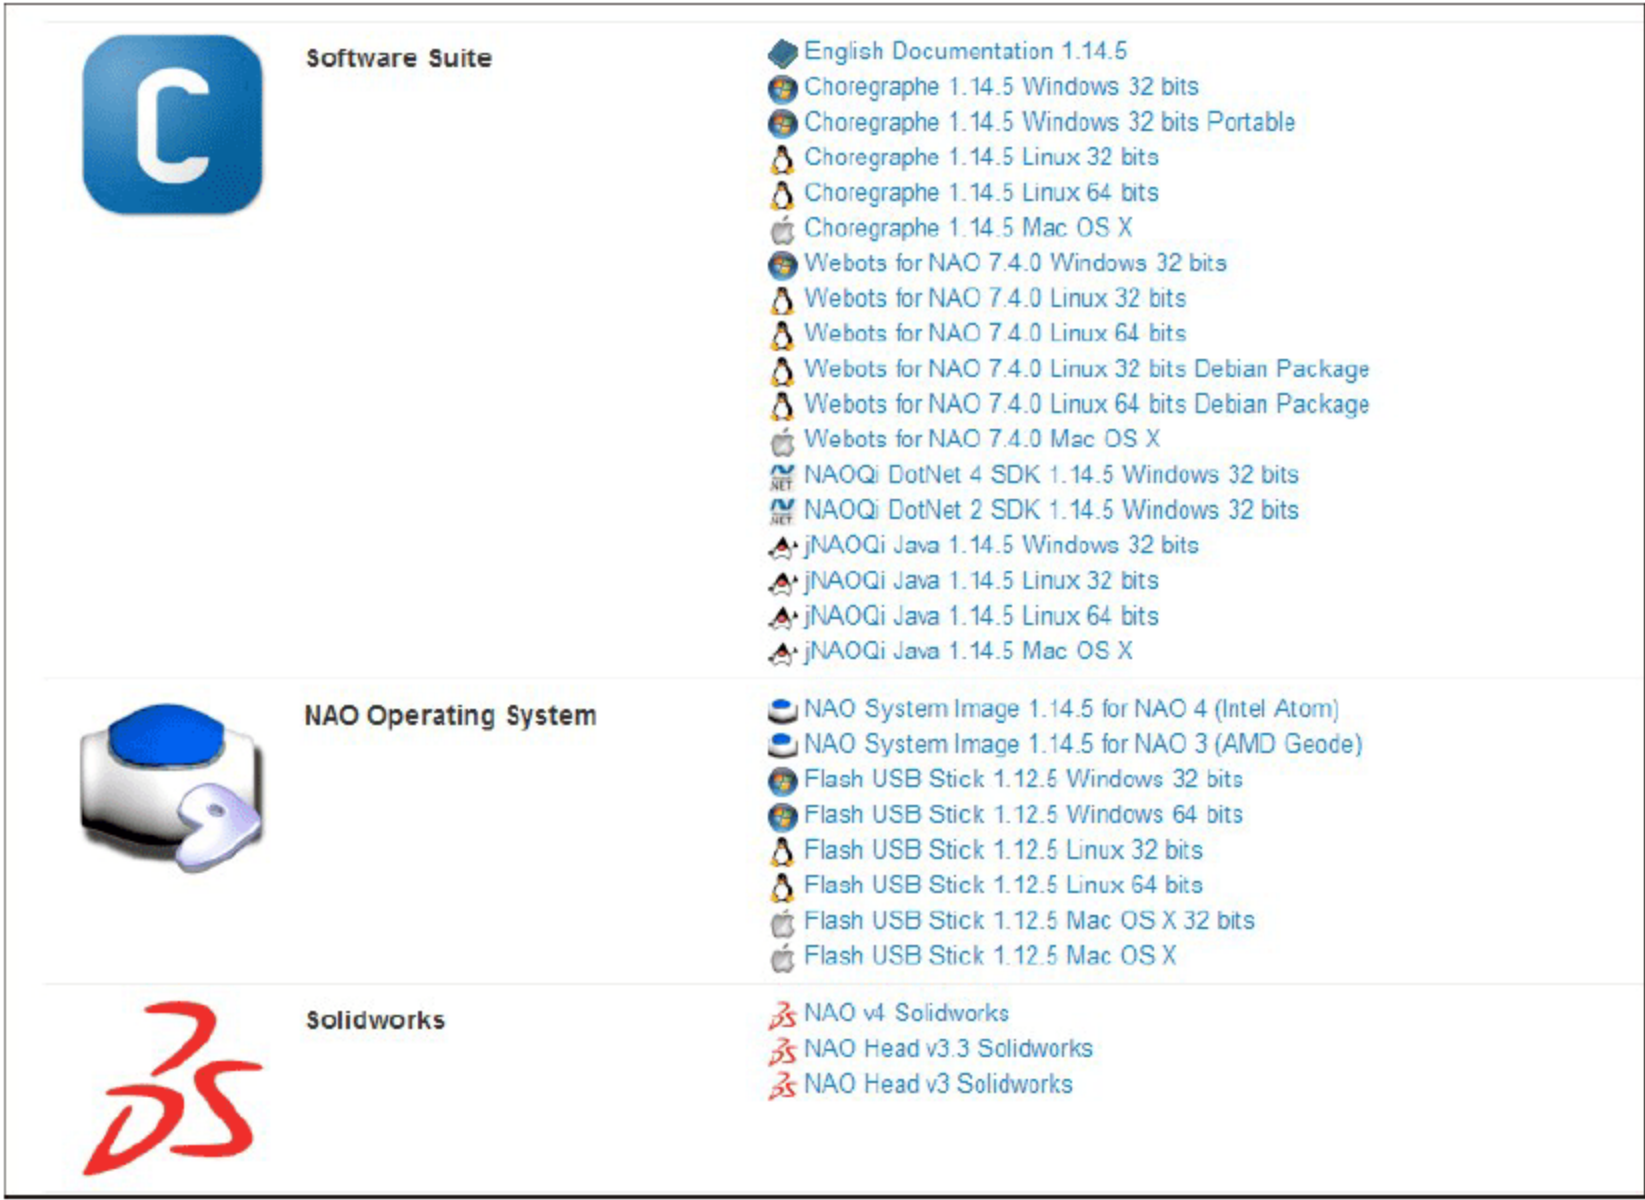 Software Suite
English Documentation 1.14.5
Choregraphe 1.14.5 Windows 32 bits
Choregraphe 1.14.5 Windows 32 bits Portable
Choregraphe 1.14.5 Linux 32 bits
Choregraphe 1.14.5 Linux 64 bits
Choregraphe 1.14.5 Mac OS X
Webots for NAO 7.4.0 Windows 32 bits
Webots for NAO 7.4.0 Linux 32 bits
Webots for NAO 7.4.0 Linux 64 bits
Webots for NAO 7.4.0 Linux 32 bits Debian Package
Webots for NAO 7.4.0 Linux 64 bits Debian Package
Webots for NAO 7.4.0 Mac OS X
.NET NAOQi DotNet 4 SDK 1.14.5 Windows 32 bits
.NET NAOQi DotNet 2 SDK 1.14.5 Windows 32 bits
jNAOQi Java 1.14.5 Windows 32 bits
jNAOQi Java 1.14.5 Linux 32 bits
jNAOQi Java 1.14.5 Linux 64 bits
jNAOQi Java 1.14.5 Mac OS X
NAO Operating System
NAO System Image 1.14.5 for NAO 4 (Intel Atom)
NAO System Image 1.14.5 for NAO 3 (AMD Geode)
Flash USB Stick 1.12.5 Windows 32 bits
Flash USB Stick 1.12.5 Windows 64 bits
Flash USB Stick 1.12.5 Linux 32 bits
Flash USB Stick 1.12.5 Linux 64 bits
Flash USB Stick 1.12.5 Mac OS X 32 bits
Flash USB Stick 1.12.5 Mac OS X
Solidworks
NAO v4 Solidworks
NAO Head v3.3 Solidworks
NAO Head v3 Solidworks